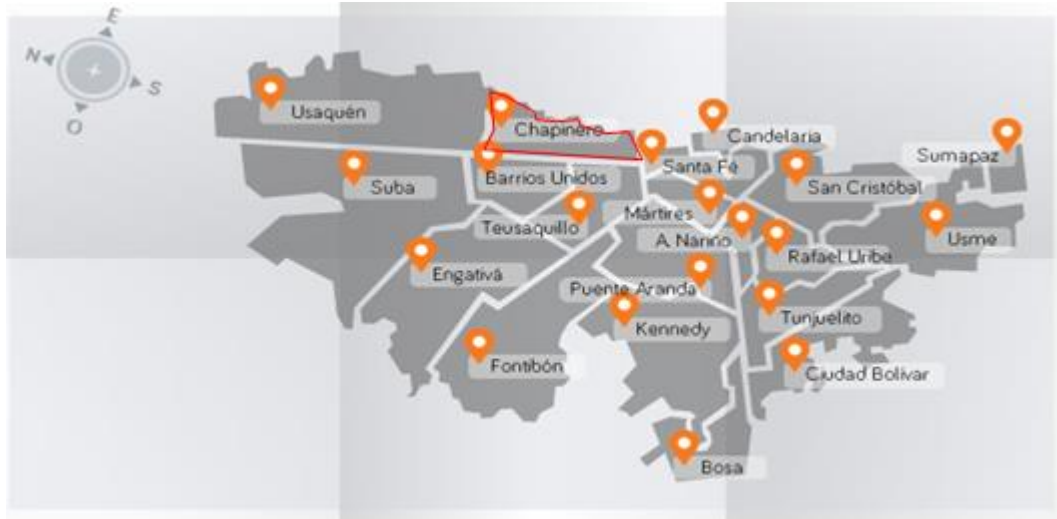 E
N
S
O
Usaquén
Chapinero
Candelaria
Sumapaz
Santa Fé
Barrios Unidos
Suba
San Cristóbal
Mártires
Teusaquillo
A. Nariño
Usme
Rafael Uribe
Engativá
Puente Aranda
Tunjuelito
Kennedy
Fontibón
Ciudad Bolívar
Bosa